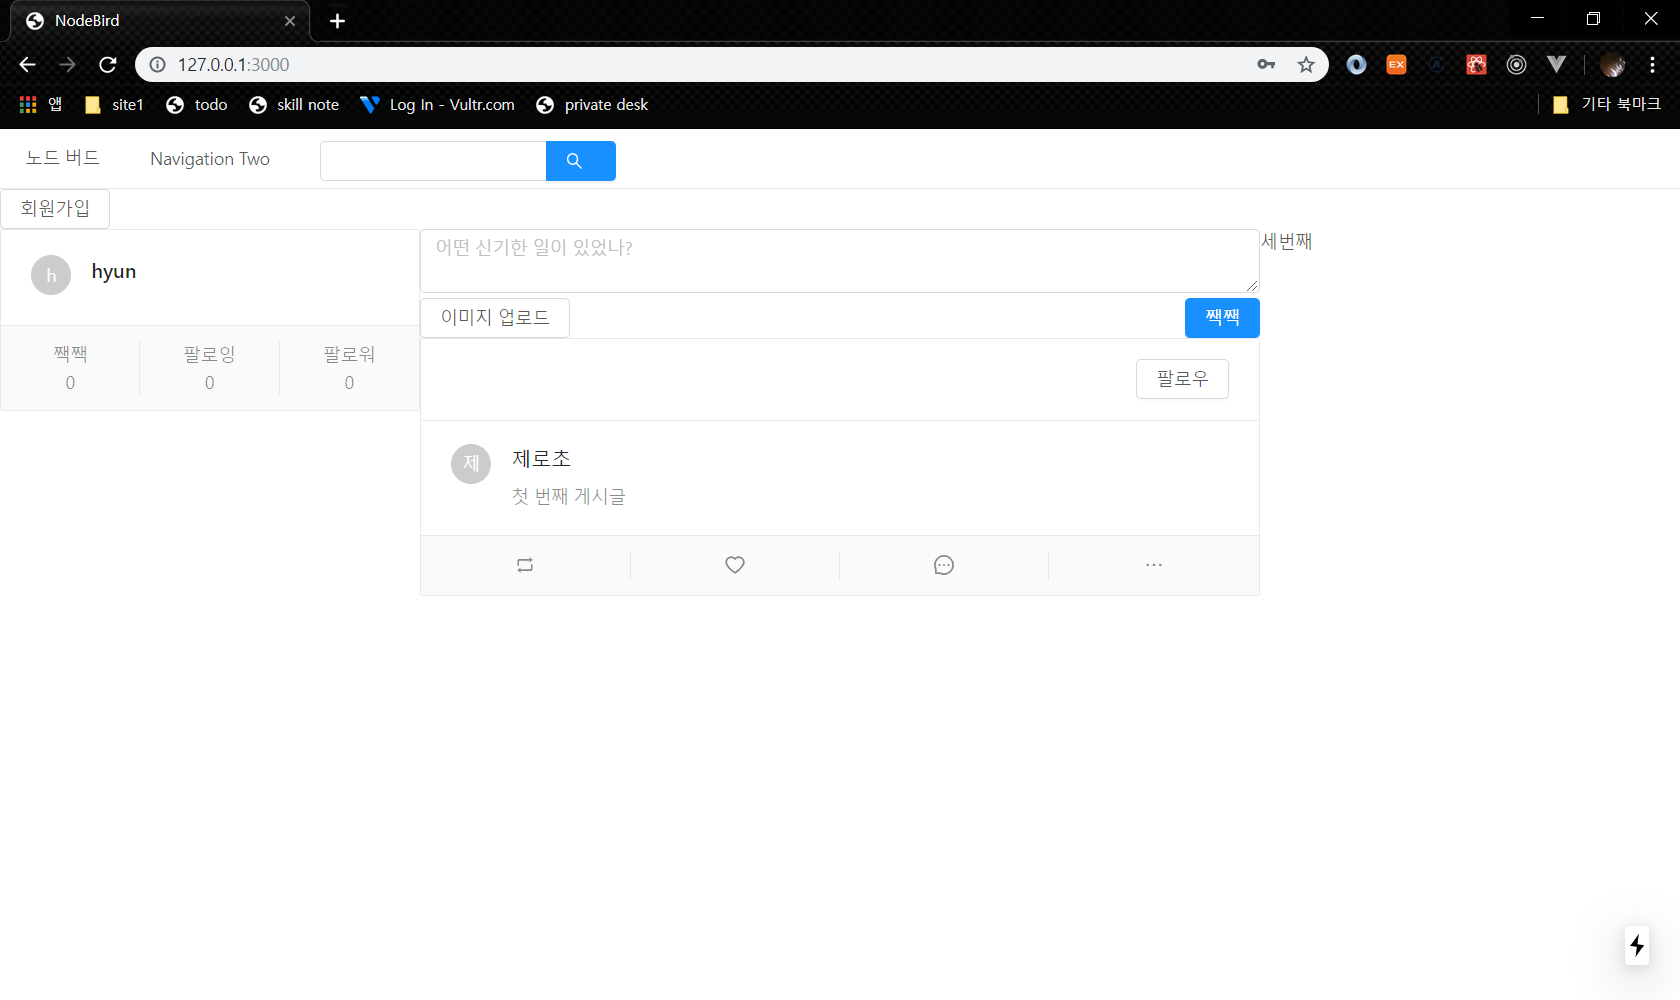 NodeBird
127.0.0.1:3000
EX
앱 site1 todo skill note Log In - Vultr.com private desk 기타 북마크
노드 버드 Navigation Two
회원가입
h hyun
짹짹 팔로잉 팔로워
0 0 0
어떤 신기한 일이 있었나?
이미지 업로드 짹짹
팔로우
제 제로초
첫 번째 게시글
세번째